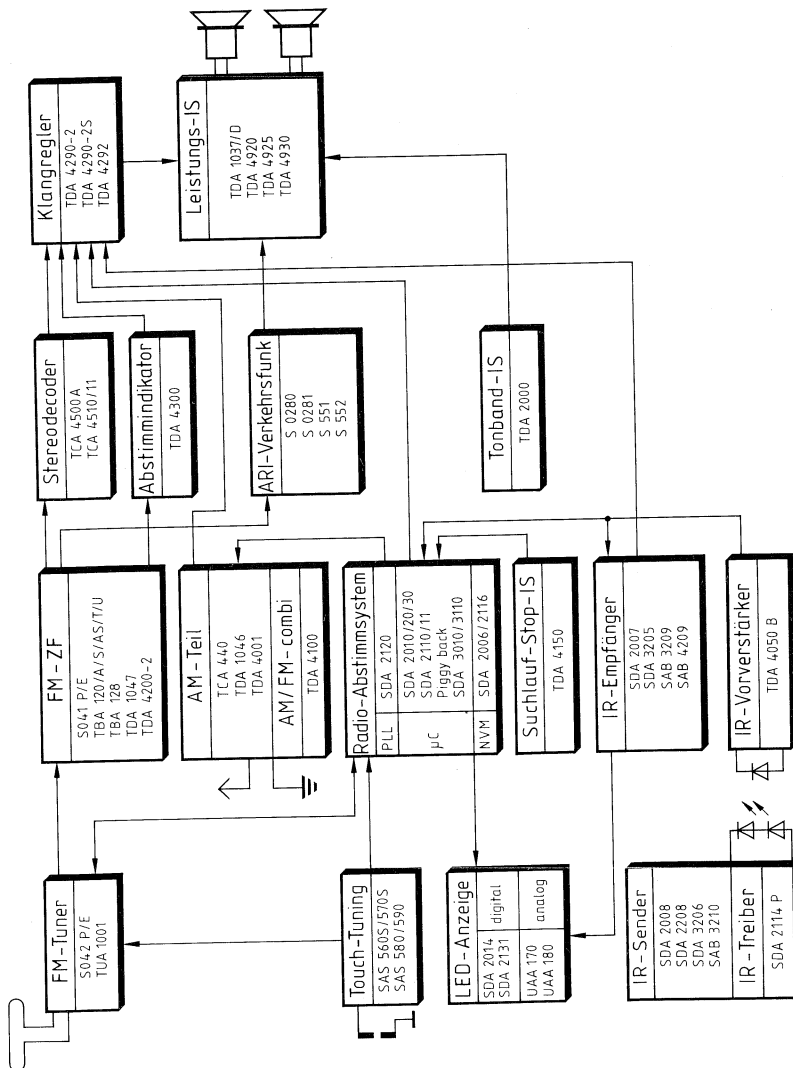 FM-Tuner
S042 P/E
TUA 1001
FM-ZF
S041 P/E
TBA 120/A/S/AS/T/U
TBA 128
TDA 1047
TDA 4200-2
Stereodecoder
TCA 4500A
TCA 4510/11
Abstimmindikator
TDA 4300
Klangregler
TDA 4290-2
TDA 4290-2S
TDA 4292
Leistungs-IS
TDA 1037/D
TDA 4920
TDA 4925
TDA 4930
AM-Teil
TCA 440
TDA 1046
TDA 4001
AM/FM-combi
TDA 4100
ARI-Verkehrsfunk
S 0280
S 0281
S 551
S 552
Touch-Tuning
SAS 560S/570S
SAS 580/590
Radio-Abstimmsystem
PLL
SDA 2120
µC
SDA 2010/20/30
SDA 2110/11
Piggy back
SDA 3010/3110
NVM
SDA 2006/2116
LED-Anzeige
SDA 2014
SDA 2131
digital
UAA 170
UAA 180
analog
Suchlauf-Stop-IS
TDA 4150
Tonband-IS
TDA 2000
IR-Empfänger
SDA 2007
SDA 3205
SAB 3209
SAB 4209
IR-Sender
SDA 2008
SDA 2208
SDA 3206
SAB 3210
IR-Treiber
SDA 2114 P
IR-Vorverstärker
TDA 4050 B